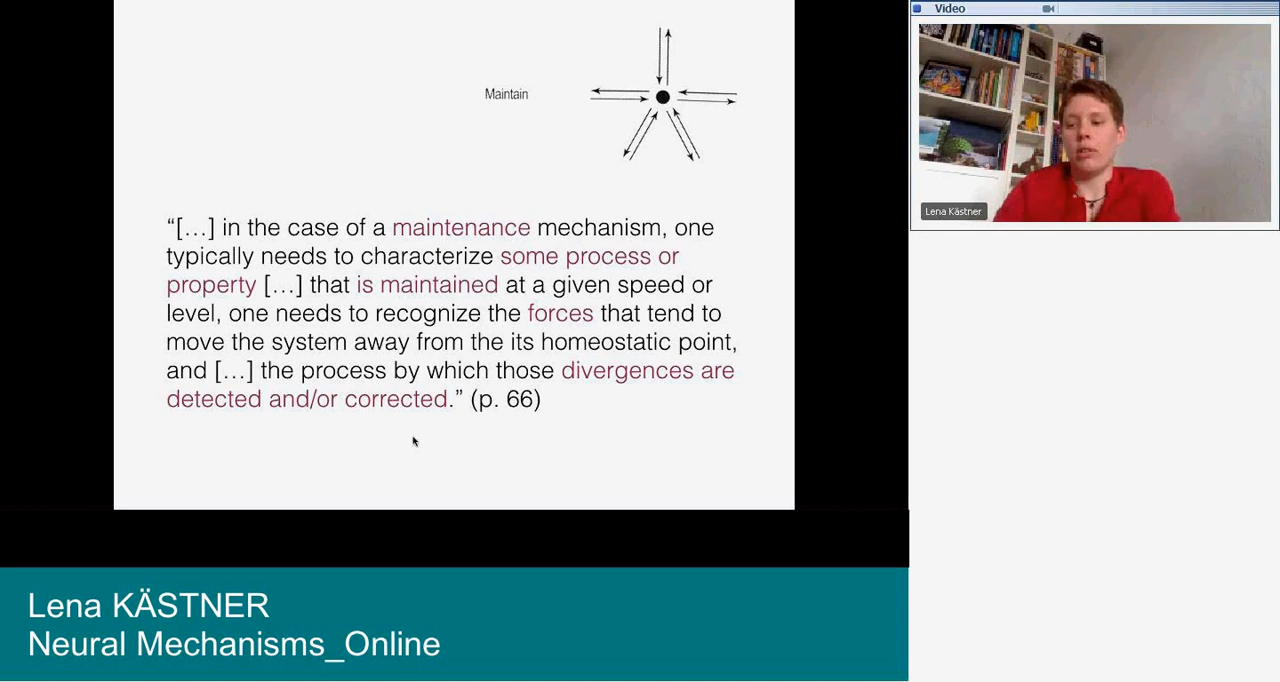 Video
Maintain
“[…] in the case of a maintenance mechanism, one
typically needs to characterize some process or
property […] that is maintained at a given speed or
level, one needs to recognize the forces that tend to
move the system away from the its homeostatic point,
and […] the process by which those divergences are
detected and/or corrected.” (p. 66)
Lena Kästner
Lena KÄSTNER
Neural Mechanisms_Online